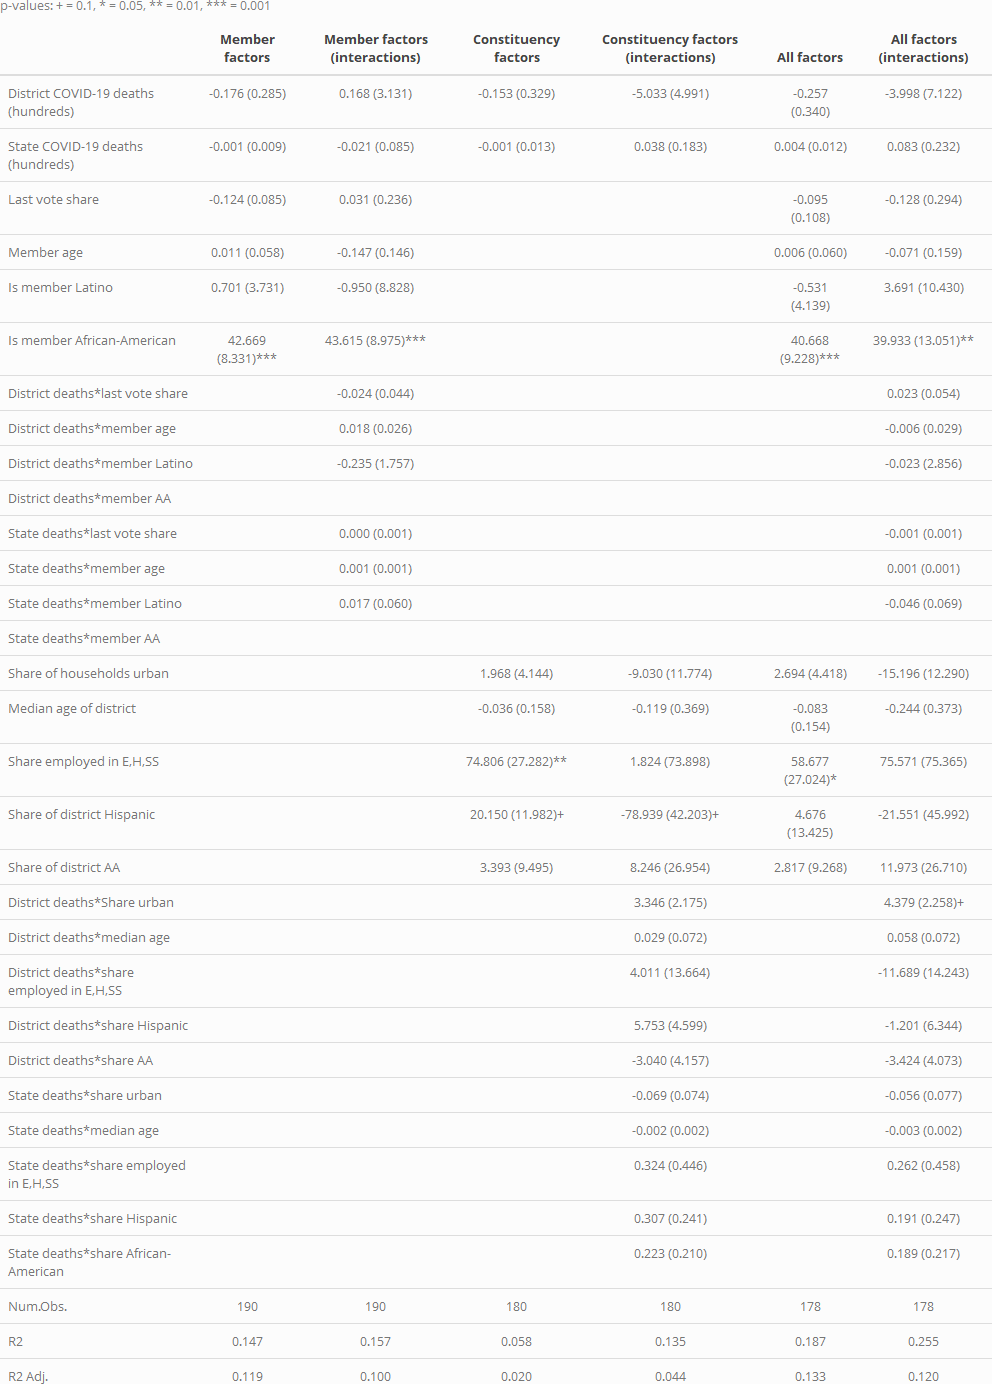 p-values: + = 0.1, * = 0.05, ** = 0.01, *** = 0.001
Member factors Member factors (interactions) Constituency factors Constituency factors (interactions) All factors All factors (interactions)
District COVID-19 deaths (hundreds) -0.176 (0.285) 0.168 (3.131) -0.153 (0.329) -5.033 (4.991) -0.257 (0.340) -3.998 (7.122)
State COVID-19 deaths (hundreds) -0.001 (0.009) -0.021 (0.085) -0.001 (0.013) 0.038 (0.183) 0.004 (0.012) 0.083 (0.232)
Last vote share -0.124 (0.085) 0.031 (0.236) -0.095 (0.108) -0.128 (0.294)
Member age 0.011 (0.058) -0.147 (0.146) 0.006 (0.060) -0.071 (0.159)
Is member Latino 0.701 (3.731) -0.950 (8.828) -0.531 (4.139) 3.691 (10.430)
Is member African-American 42.669 (8.331)*** 43.615 (8.975)*** 40.668 (9.228)*** 39.933 (13.051)**
District deaths*last vote share -0.024 (0.044) 0.023 (0.054)
District deaths*member age 0.018 (0.026) -0.006 (0.029)
District deaths*member Latino -0.235 (1.757) -0.023 (2.856)
District deaths*member AA
State deaths*last vote share 0.000 (0.001) -0.001 (0.001)
State deaths*member age 0.001 (0.001) 0.001 (0.001)
State deaths*member Latino 0.017 (0.060) -0.046 (0.069)
State deaths*member AA
Share of households urban 1.968 (4.144) -9.030 (11.774) 2.694 (4.418) -15.196 (12.290)
Median age of district -0.036 (0.158) -0.119 (0.369) -0.083 (0.154) -0.244 (0.373)
Share employed in E,H,SS 74.806 (27.282)** 1.824 (73.898) 58.677 (27.024)* 75.571 (75.365)
Share of district Hispanic 20.150 (11.982)+ -78.939 (42.203)+ 4.676 (13.425) -21.551 (45.992)
Share of district AA 3.393 (9.495) 8.246 (26.954) 2.817 (9.268) 11.973 (26.710)
District deaths*Share urban 3.346 (2.175) 4.379 (2.258)+
District deaths*median age 0.029 (0.072) 0.058 (0.072)
District deaths*share employed in E,H,SS 4.011 (13.664) -11.689 (14.243)
District deaths*share Hispanic 5.753 (4.599) -1.201 (6.344)
District deaths*share AA -3.040 (4.157) -3.424 (4.073)
State deaths*share urban -0.069 (0.074) -0.056 (0.077)
State deaths*median age -0.002 (0.002) -0.003 (0.002)
State deaths*share employed in E,H,SS 0.324 (0.446) 0.262 (0.458)
State deaths*share Hispanic 0.307 (0.241) 0.191 (0.247)
State deaths*share African-American 0.223 (0.210) 0.189 (0.217)
Num.Obs. 190 190 180 180 178 178
R2 0.147 0.157 0.058 0.135 0.187 0.255
R2 Adj. 0.119 0.100 0.020 0.044 0.133 0.120